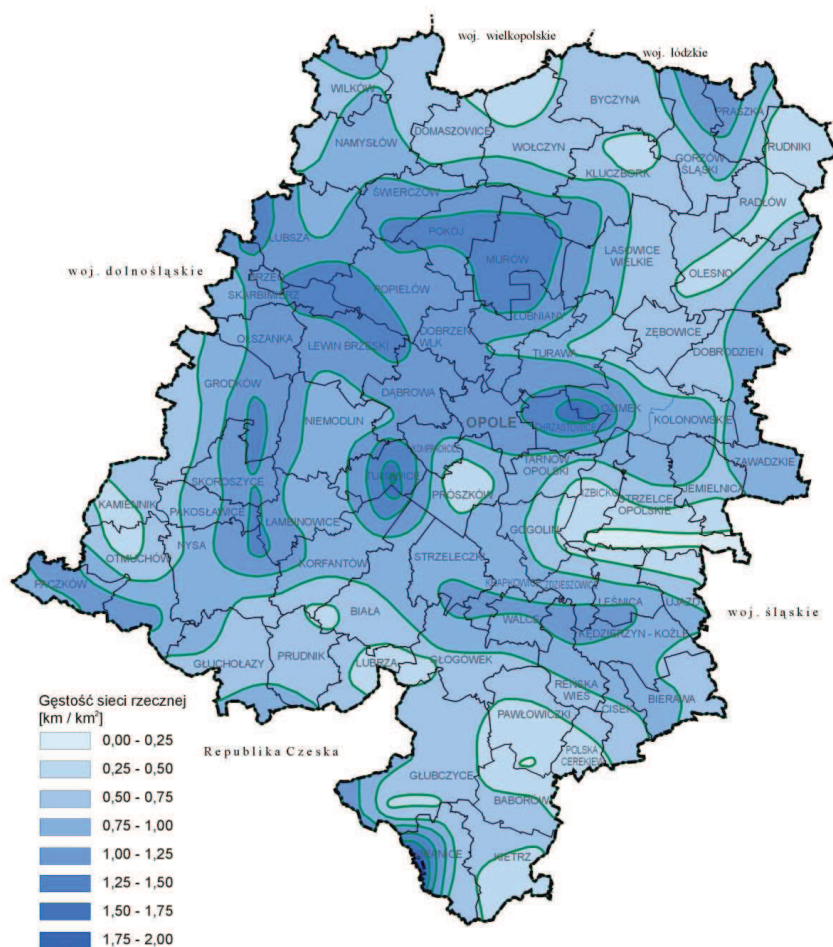 woj. wielkopolskie
woj. łódzkie
WILKÓW
BYCZYNA
PRASZKA
DOMASZOWICE
NAMYSŁÓW
WOŁCZYN
RUDNIKI
KLUCZBORK
GORZÓW
ŚLĄSKI
ŚWIERCZÓW
RADŁÓW
POKÓJ
LUBSZA
LASOWICE
WIELKIE
MURÓW
woj. dolnośląskie
OLESNO
BRZEG
SKARBIMIERZ
POPIELÓW
ŁUBNIANY
ZĘBOWICE
OLSZANKA
DOBRZEŃ
WLK
LEWIN BRZESKI
TURAWA
DOBRODZIEŃ
GRODKÓW
DĄBROWA
NIEMODLIN
OPOLE
OZIMEK
CHRZĄSTOWICE
KOLONOWSKIE
KOMPRACHCICE
TARNÓW
OPOLSKI
ZAWADZKIE
SKOROSZYCE
TUŁOWICE
PRÓSZKÓW
IZBICKO
STRZELCE
OPOLSKIE
JEMIELNICA
KAMIENNIK
PAKOSŁAWICE
ŁAMBINOWICE
GOGOLIN
OTMUCHÓW
NYSA
KORFANTÓW
STRZELECZKI
PACZKÓW
KRAPKOWICE
ZDZIESZOWICE
LEŚNICA
UJAZD
BIAŁA
WALCE
woj. śląskie
KĘDZIERZYN - KOŹLE
GŁUCHOŁAZY
PRUDNIK
LUBRZA
GŁOGÓWEK
REŃSKA
WIEŚ
CISEK
BIERAWA
Gęstość sieci rzecznej
[km / km²]
PAWŁOWICZKI
0,00 - 0,25
Republika Czeska
POLSKA
CEREKIEW
0,25 - 0,50
GŁUBCZYCE
0,50 - 0,75
BABORÓW
0,75 - 1,00
1,00 - 1,25
KIETRZ
1,25 - 1,50
1,50 - 1,75
1,75 - 2,00